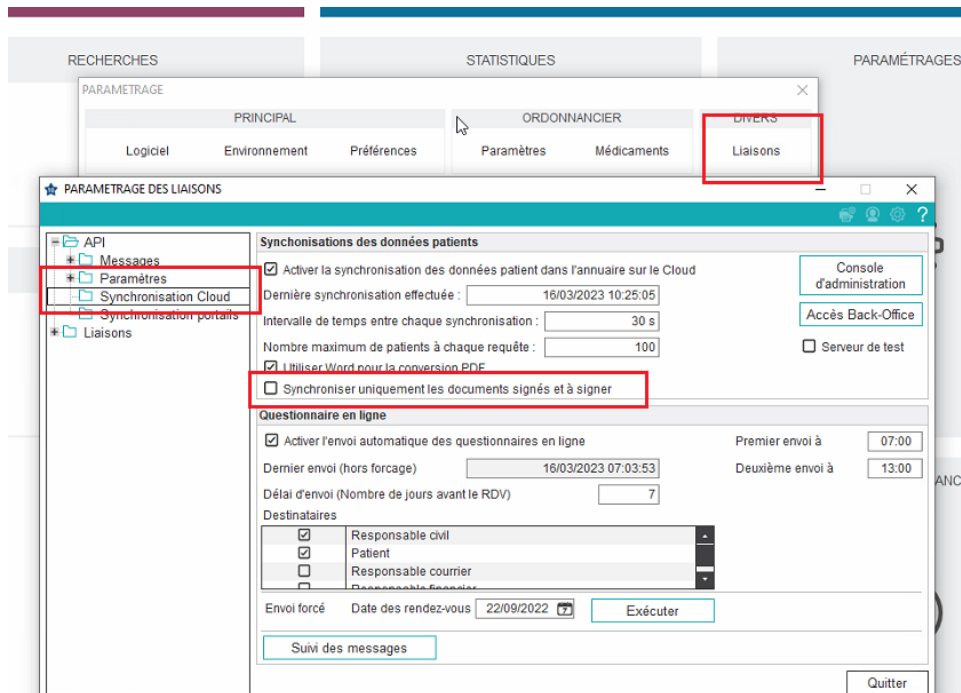 RECHERCHES
STATISTIQUES
PARAMÉTRAGES
PARAMETRAGE
PRINCIPAL
ORDONNANCIER
DIVERS
Logiciel
Environnement
Préférences
Paramètres
Médicaments
Liaisons
PARAMETRAGE DES LIAISONS
API
Messages
Paramètres
Synchronisation Cloud
Synchronisation portails
Liaisons
Synchonisations des données patients
Activer la synchronisation des données patient dans l'annuaire sur le Cloud
Dernière synchronisation effectuée : 16/03/2023 10:25:05
Intervalle de temps entre chaque synchronisation : 30 s
Nombre maximum de patients à chaque requête : 100
Utiliser Word pour la conversion PDF
Synchroniser uniquement les documents signés et à signer
Console
d'administration
Accès Back-Office
Serveur de test
Questionnaire en ligne
Activer l'envoi automatique des questionnaires en ligne
Premier envoi à 07:00
Dernier envoi (hors forcage) 16/03/2023 07:03:53
Deuxième envoi à 13:00
Délai d'envoi (Nombre de jours avant le RDV) 7
Destinataires
Responsable civil
Patient
Responsable courrier
Responsable financier
Envoi forcé Date des rendez-vous 22/09/2022 Exécuter
Suivi des messages
Quitter
ANC